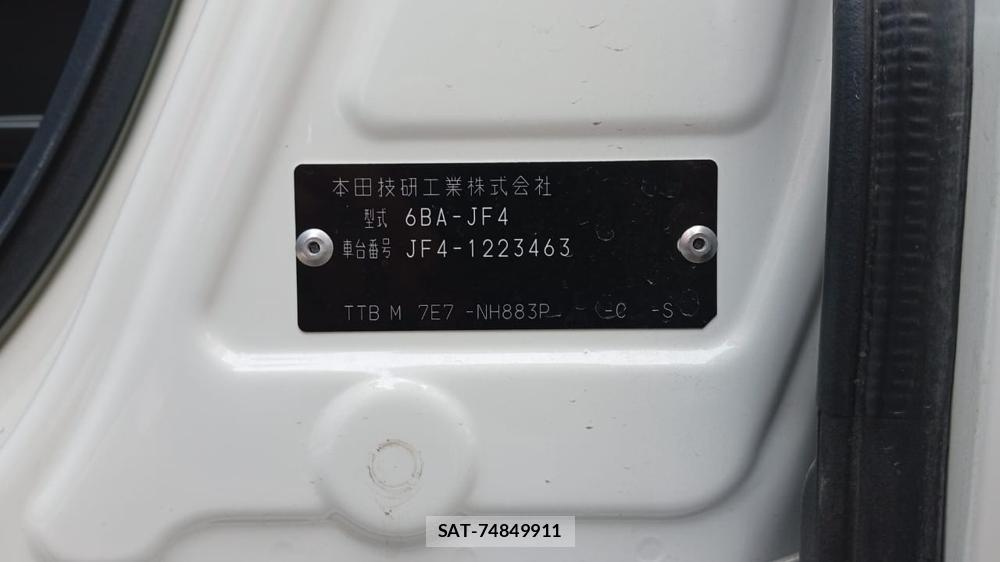 本田技研工業株式会社
型式 6BA-JF4
車台番号 JF4-1223463
TTB M 7E7 -NH883P -C -S
SAT-74849911